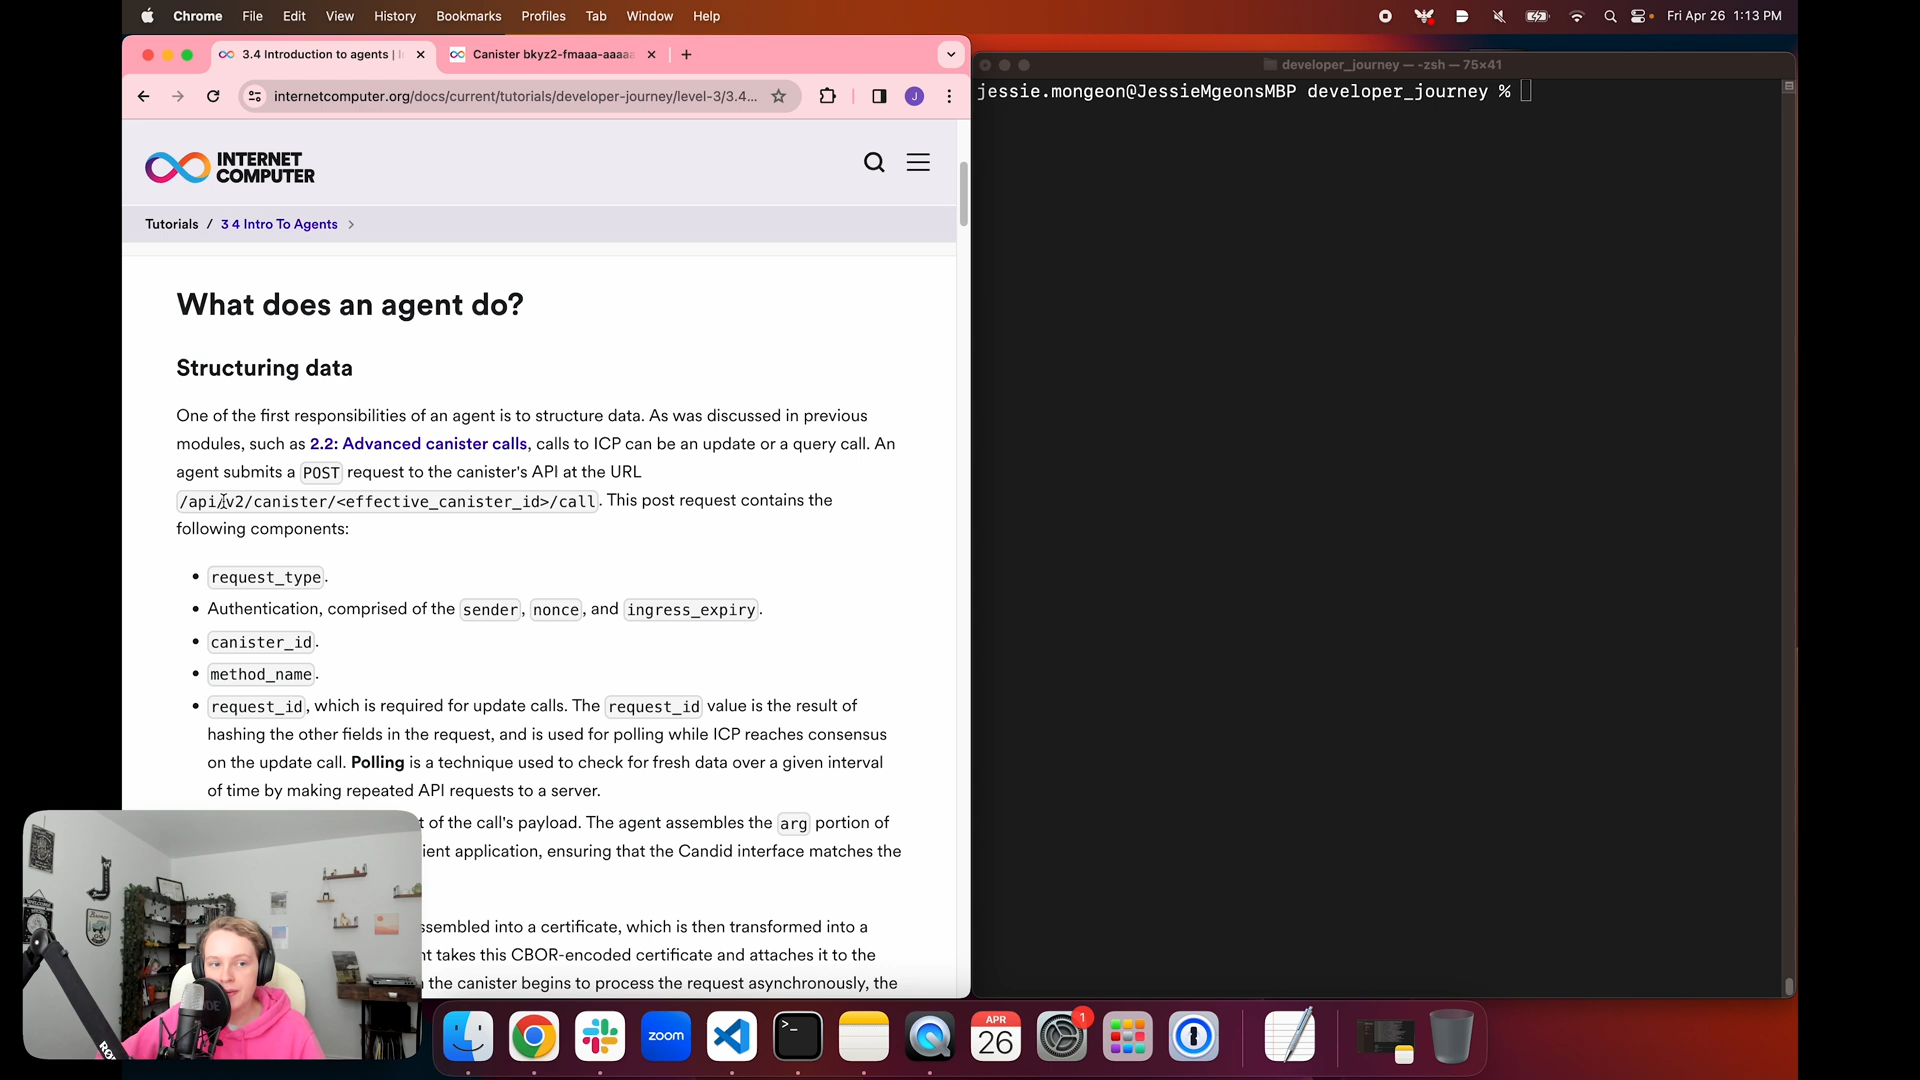 Chrome File Edit View History Bookmarks Profiles Tab Window Help
Fri Apr 26 1:13 PM
3.4 Introduction to agents |
Canister bkyz2-fmaaa-aaaaa
internetcomputer.org/docs/current/tutorials/developer-journey/level-3/3.4...
J
developer_journey — -zsh — 75×41
jessie.mongeon@JessieMgeonsMBP developer_journey %
INTERNET
COMPUTER
Tutorials / 3 4 Intro To Agents >
What does an agent do?
Structuring data
One of the first responsibilities of an agent is to structure data. As was discussed in previous
modules, such as 2.2: Advanced canister calls, calls to ICP can be an update or a query call. An
agent submits a POST request to the canister's API at the URL
/api/v2/canister/<effective_canister_id>/call. This post request contains the
following components:
• request_type.
• Authentication, comprised of the sender, nonce, and ingress_expiry.
• canister_id.
• method_name.
• request_id, which is required for update calls. The request_id value is the result of
hashing the other fields in the request, and is used for polling while ICP reaches consensus
on the update call. Polling is a technique used to check for fresh data over a given interval
of time by making repeated API requests to a server.
t of the call's payload. The agent assembles the arg portion of
ient application, ensuring that the Candid interface matches the
ssembled into a certificate, which is then transformed into a
nt takes this CBOR-encoded certificate and attaches it to the
the canister begins to process the request asynchronously, the
zoom
>_
APR
26
1